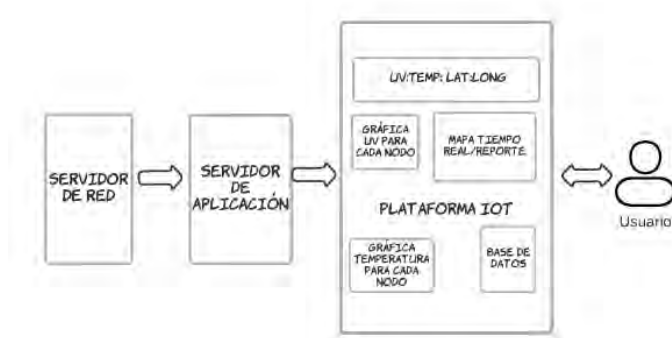 SERVIDOR
DE RED
SERVIDOR
DE
APLICACIÓN
UV:TEMP: LAT:LONG
GRÁFICA
UV PARA
CADA NODO
MAPA TIEMPO
REAL/REPORTE.
PLATAFORMA IOT
GRÁFICA
TEMPERATURA
PARA CADA
NODO
BASE DE
DATOS
Usuario